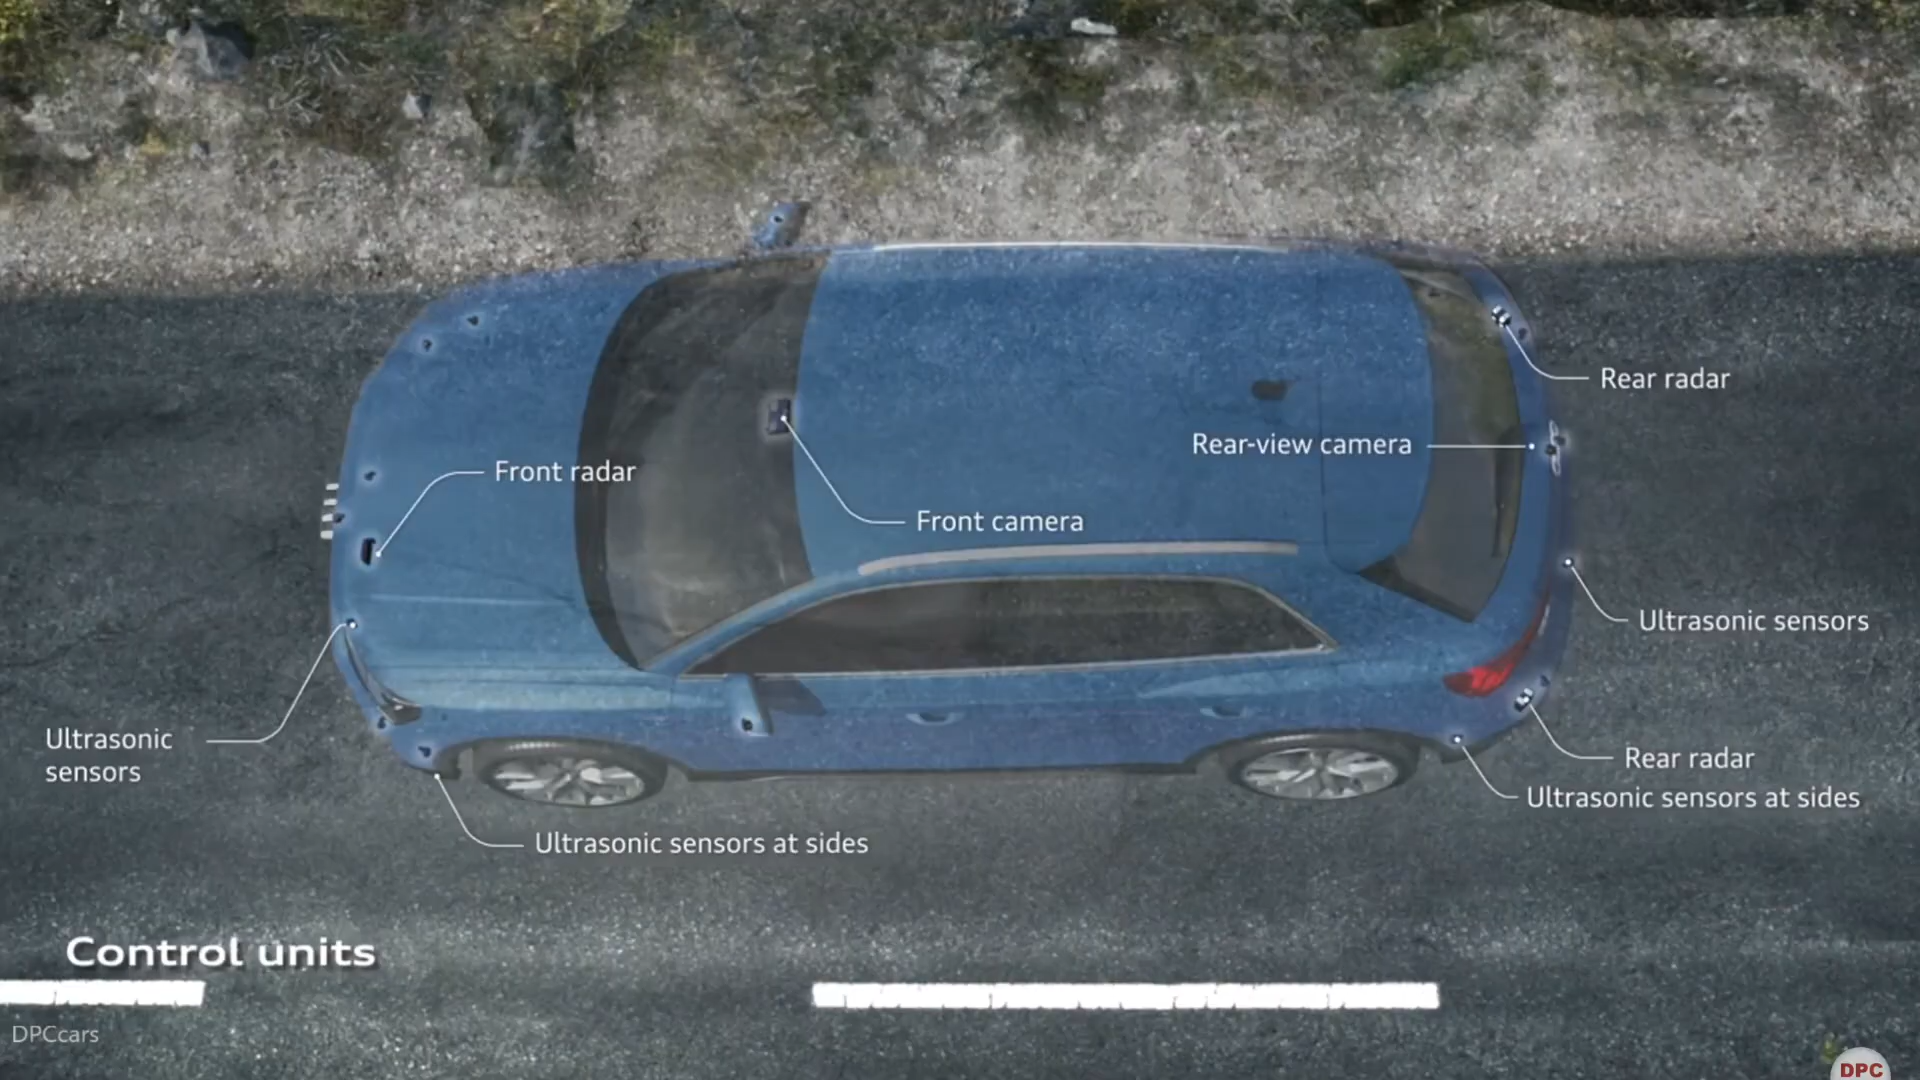 Rear radar
Rear-view camera
Front radar
Front camera
Ultrasonic sensors
Ultrasonic
sensors
Rear radar
Ultrasonic sensors at sides
Ultrasonic sensors at sides
Control units
DPCcars
DPC